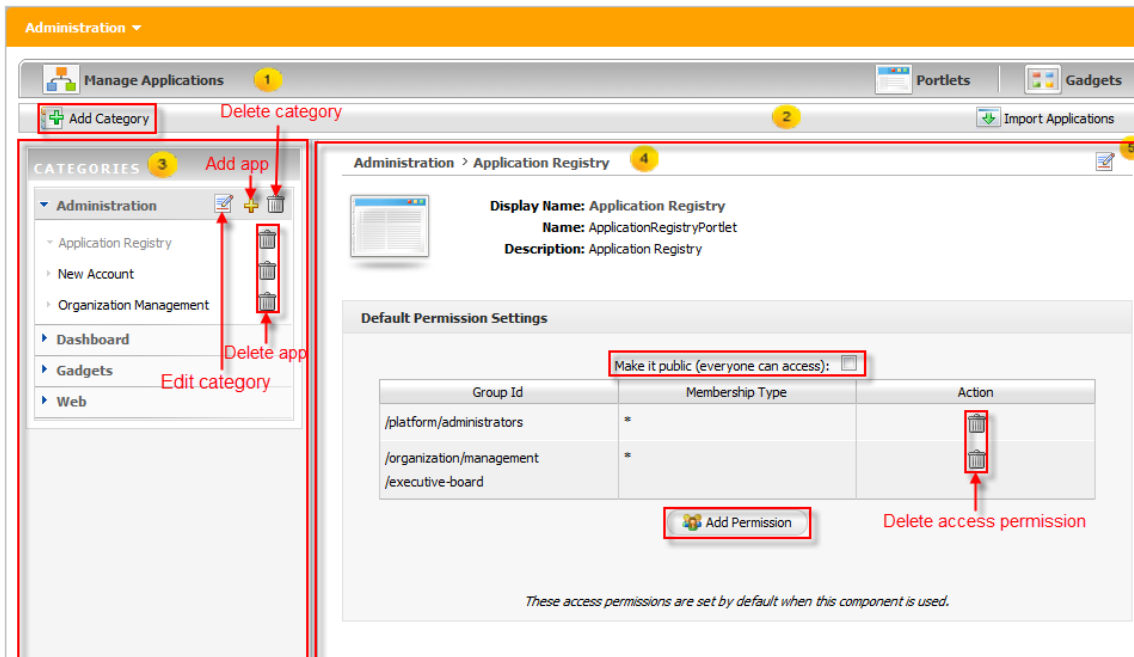 Administration
Manage Applications 1 Portlets Gadgets
Add Category Delete category 2 Import Applications
CATEGORIES 3 Add app
Administration > Application Registry 4 5
Administration
Application Registry
New Account
Organization Management
Delete app
Dashboard
Gadgets
Edit category
Web
Display Name: Application Registry
Name: ApplicationRegistryPortlet
Description: Application Registry
Default Permission Settings
Make it public (everyone can access):
Group Id Membership Type Action
/platform/administrators *
/organization/management *
/executive-board
Add Permission Delete access permission
These access permissions are set by default when this component is used.